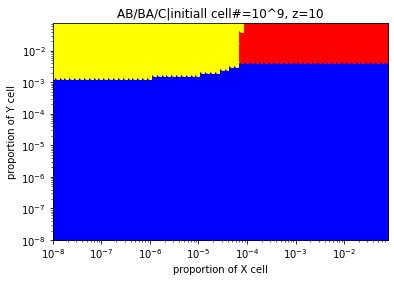 AB/BA/C|initiall cell#=10^9, z=10
proportion of Y cell
10⁻²
10⁻³
10⁻⁴
10⁻⁵
10⁻⁶
10⁻⁷
10⁻⁸
10⁻⁸ 10⁻⁷ 10⁻⁶ 10⁻⁵ 10⁻⁴ 10⁻³ 10⁻²
proportion of X cell